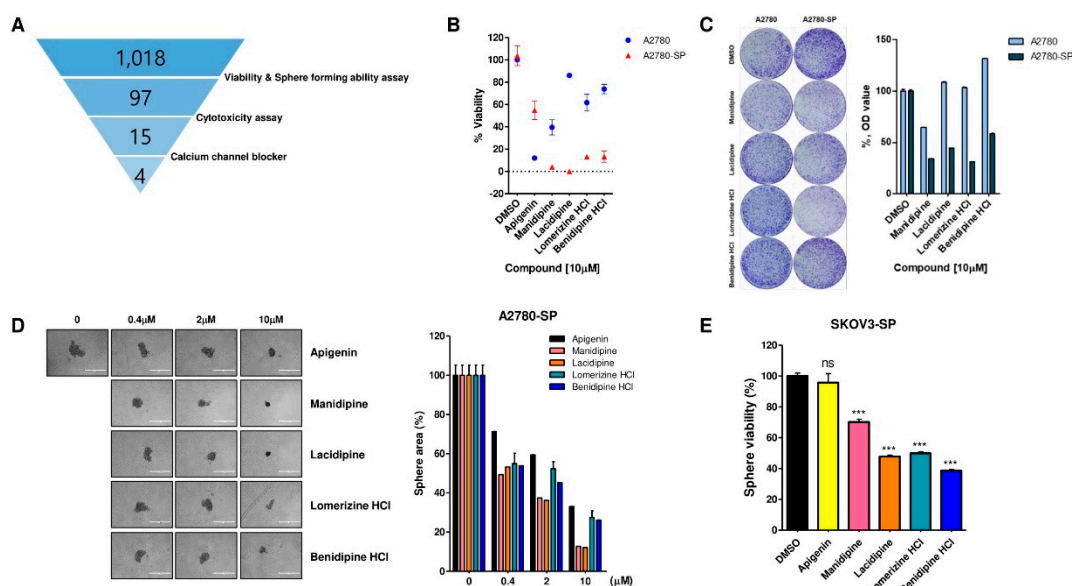 A
1,018
Viability & Sphere forming ability assay
97
Cytotoxicity assay
15
Calcium channel blocker
4
B
A2780
A2780-SP
% Viability
120
100
80
60
40
20
0
-20
DMSO
Apigenin
Manidipine
Lacidipine
Lomerizine HCl
Benidipine HCl
Compound [10μM]
C
A2780 A2780-SP
DMSO
Manidipine
Lacidipine
Lomerizine HCl
Benidipine HCl
A2780
A2780-SP
%, OD value
150
100
50
0
DMSO
Manidipine
Lacidipine
Lomerizine HCl
Benidipine HCl
Compound [10μM]
D
0 0.4μM 2μM 10μM
Apigenin
Manidipine
Lacidipine
Lomerizine HCl
Benidipine HCl
A2780-SP
Apigenin
Manidipine
Lacidipine
Lomerizine HCl
Benidipine HCl
Sphere area (%)
120
100
80
60
40
20
0
0 0.4 2 10 (μM)
E
SKOV3-SP
Sphere viability (%)
120
100
80
60
40
20
0
ns
***
***
***
***
DMSO
Apigenin
Manidipine
Lacidipine
Lomerizine HCl
Benidipine HCl